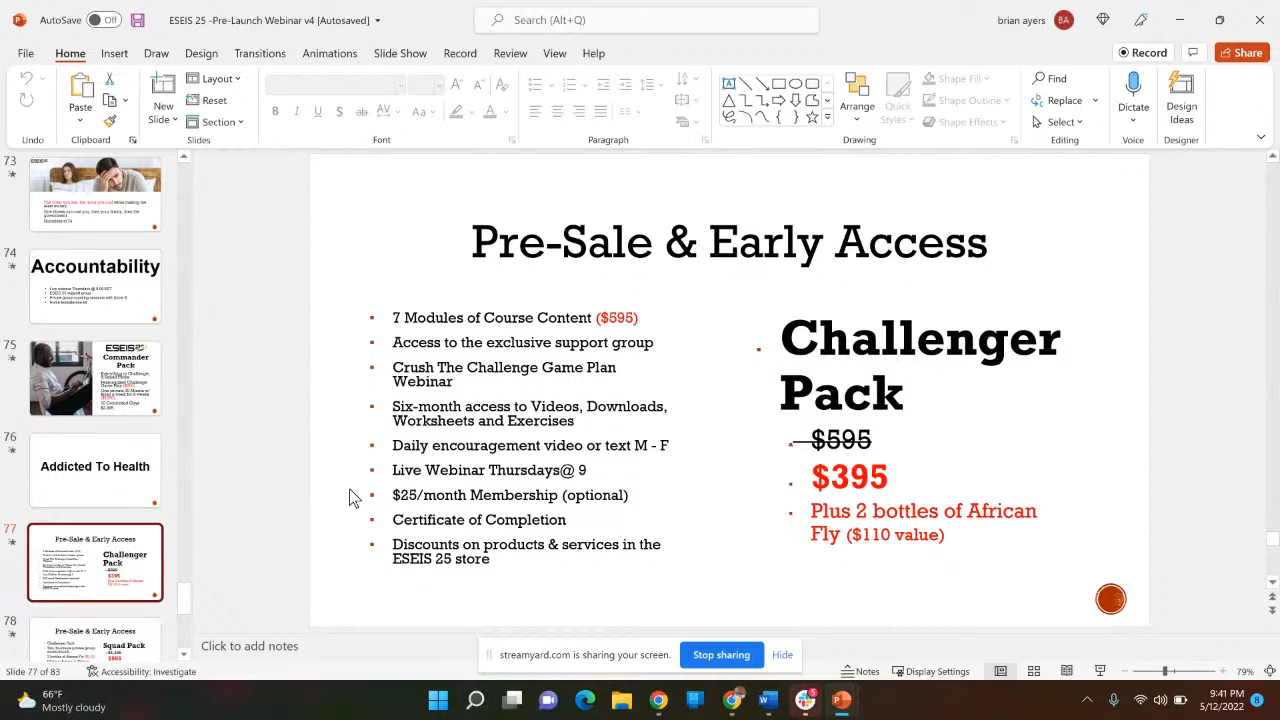 AutoSave Off
ESEIS 25 -Pre-Launch Webinar v4 [Autosaved]
Search (Alt+Q)
brian ayers BA
File Home Insert Draw Design Transitions Animations Slide Show Record Review View Help
Record
Share
Paste
New
Slide
Layout
Reset
Section
Arrange
Quick
Styles
Shape Fill
Shape Outline
Shape Effects
Find
Replace
Select
Dictate
Design
Ideas
Undo Clipboard Slides Font Paragraph Drawing Editing Voice Designer
73
74
Accountability
75
ESEIS
Commander
Pack
76
Addicted To Health
77
Pre-Sale & Early Access
Challenger
Pack
78
Pre-Sale & Early Access
Squad Pack
Pre-Sale & Early Access
7 Modules of Course Content ($595)
Access to the exclusive support group
Crush The Challenge Game Plan
Webinar
Six-month access to Videos, Downloads,
Worksheets and Exercises
Daily encouragement video or text M - F
Live Webinar Thursdays@ 9
$25/month Membership (optional)
Certificate of Completion
Discounts on products & services in the
ESEIS 25 store
Challenger
Pack
$595
$395
Plus 2 bottles of African
Fly ($110 value)
Click to add notes
streamyard.com is sharing your screen. Stop sharing Hide
Slide 77 of 83 Accessibility: Investigate
Notes Display Settings 79%
66°F
Mostly cloudy
5
9:41 PM
5/12/2022
8